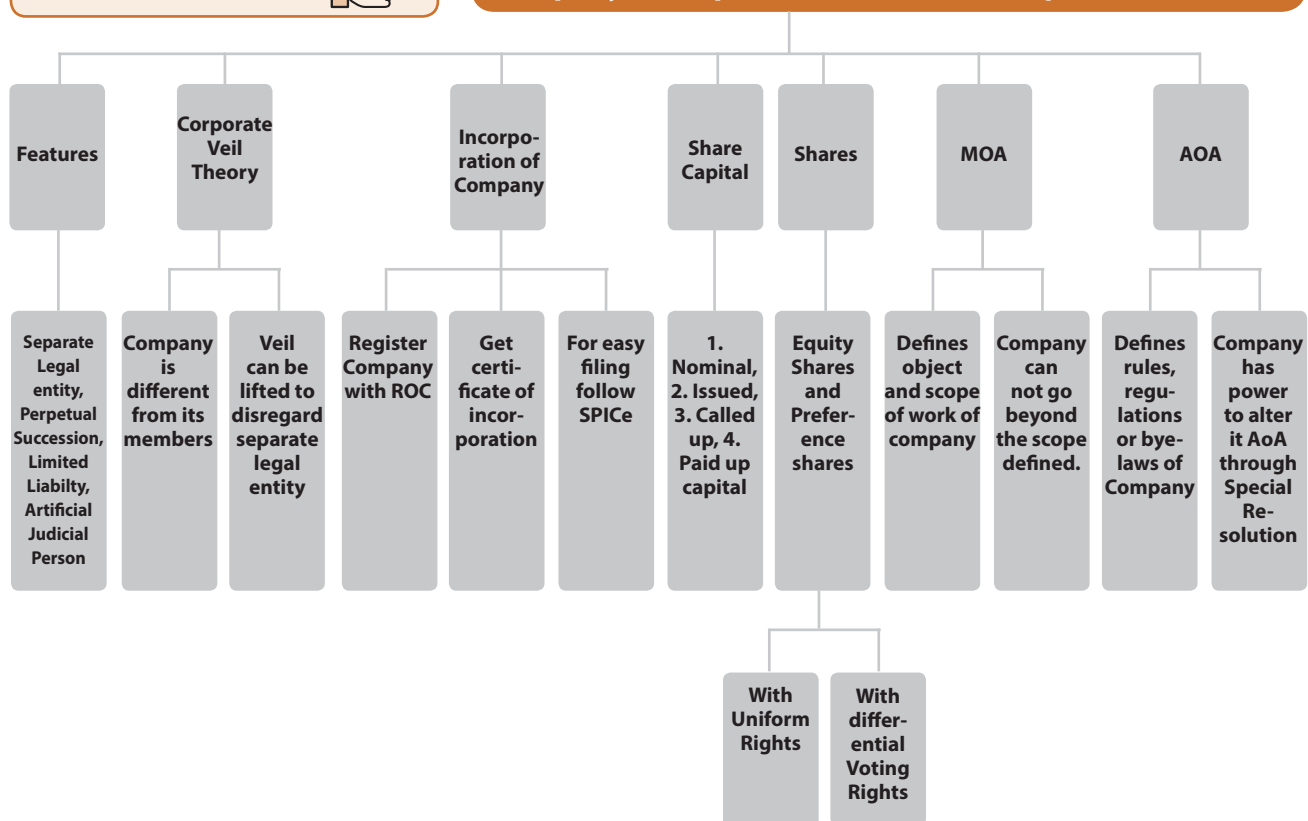 Features
Corporate
Veil
Theory
Incorpo-
ration of
Company
Share
Capital
Shares
MOA
AOA
Separate
Legal
entity,
Perpetual
Succession,
Limited
Liabilty,
Artificial
Judicial
Person
Company
is
different
from its
members
Veil
can be
lifted to
disregard
separate
legal
entity
Register
Company
with ROC
Get
certi-
ficate of
incor-
poration
For easy
filing
follow
SPICe
1.
Nominal,
2. Issued,
3. Called
up, 4.
Paid up
capital
Equity
Shares
and
Prefer-
ence
shares
Defines
object
and scope
of work of
company
Company
can
not go
beyond
the scope
defined.
Defines
rules,
regu-
lations
or bye-
laws of
Company
Company
has
power
to alter
it AoA
through
Special
Re-
solution
With
Uniform
Rights
With
differ-
ential
Voting
Rights